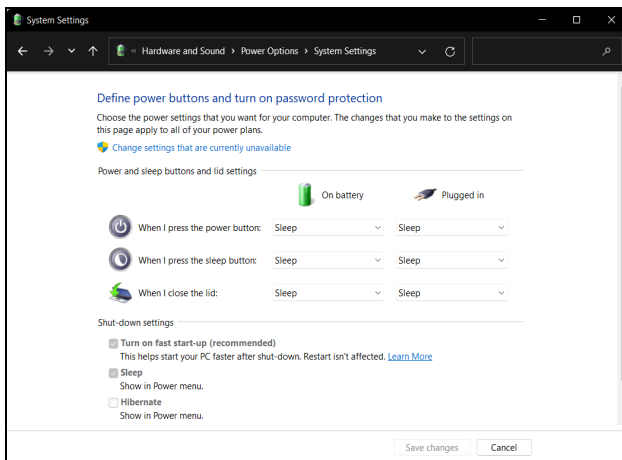 System Settings
« Hardware and Sound › Power Options › System Settings
Define power buttons and turn on password protection
Choose the power settings that you want for your computer. The changes that you make to the settings on
this page apply to all of your power plans.
Change settings that are currently unavailable
Power and sleep buttons and lid settings
On battery Plugged in
When I press the power button: Sleep Sleep
When I press the sleep button: Sleep Sleep
When I close the lid: Sleep Sleep
Shut-down settings
Turn on fast start-up (recommended)
This helps start your PC faster after shut-down. Restart isn't affected. Learn More
Sleep
Show in Power menu.
Hibernate
Show in Power menu.
Save changes Cancel